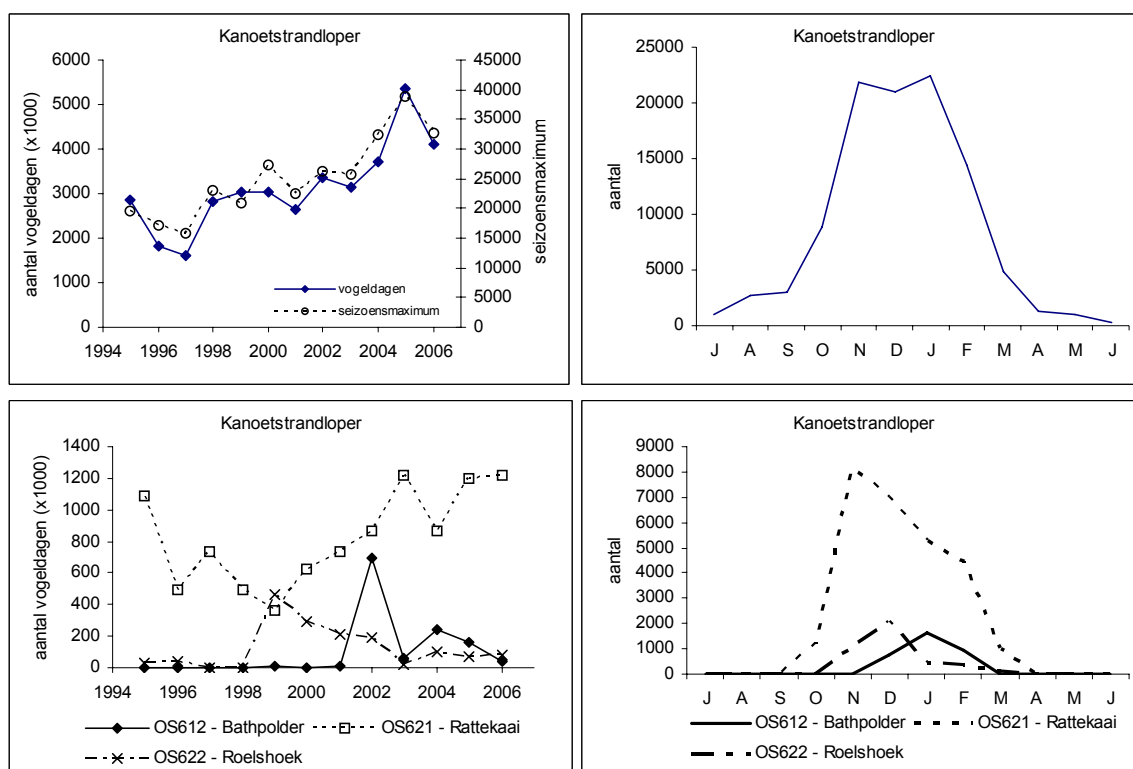 Kanoetstrandloper
6000
5000
4000
3000
2000
1000
0
aantal vogeldagen (x1000)
45000
40000
35000
30000
25000
20000
15000
10000
5000
0
seizoensmaximum
vogeldagen
seizoensmaximum
1994 1996 1998 2000 2002 2004 2006
Kanoetstrandloper
25000
20000
15000
10000
5000
0
aantal
J A S O N D J F M A M J
Kanoetstrandloper
1400
1200
1000
800
600
400
200
0
aantal vogeldagen (x1000)
1994 1996 1998 2000 2002 2004 2006
OS612 - Bathpolder OS621 - Rattekaai
OS622 - Roelshoek
Kanoetstrandloper
9000
8000
7000
6000
5000
4000
3000
2000
1000
0
aantal
J A S O N D J F M A M J
OS612 - Bathpolder OS621 - Rattekaai
OS622 - Roelshoek